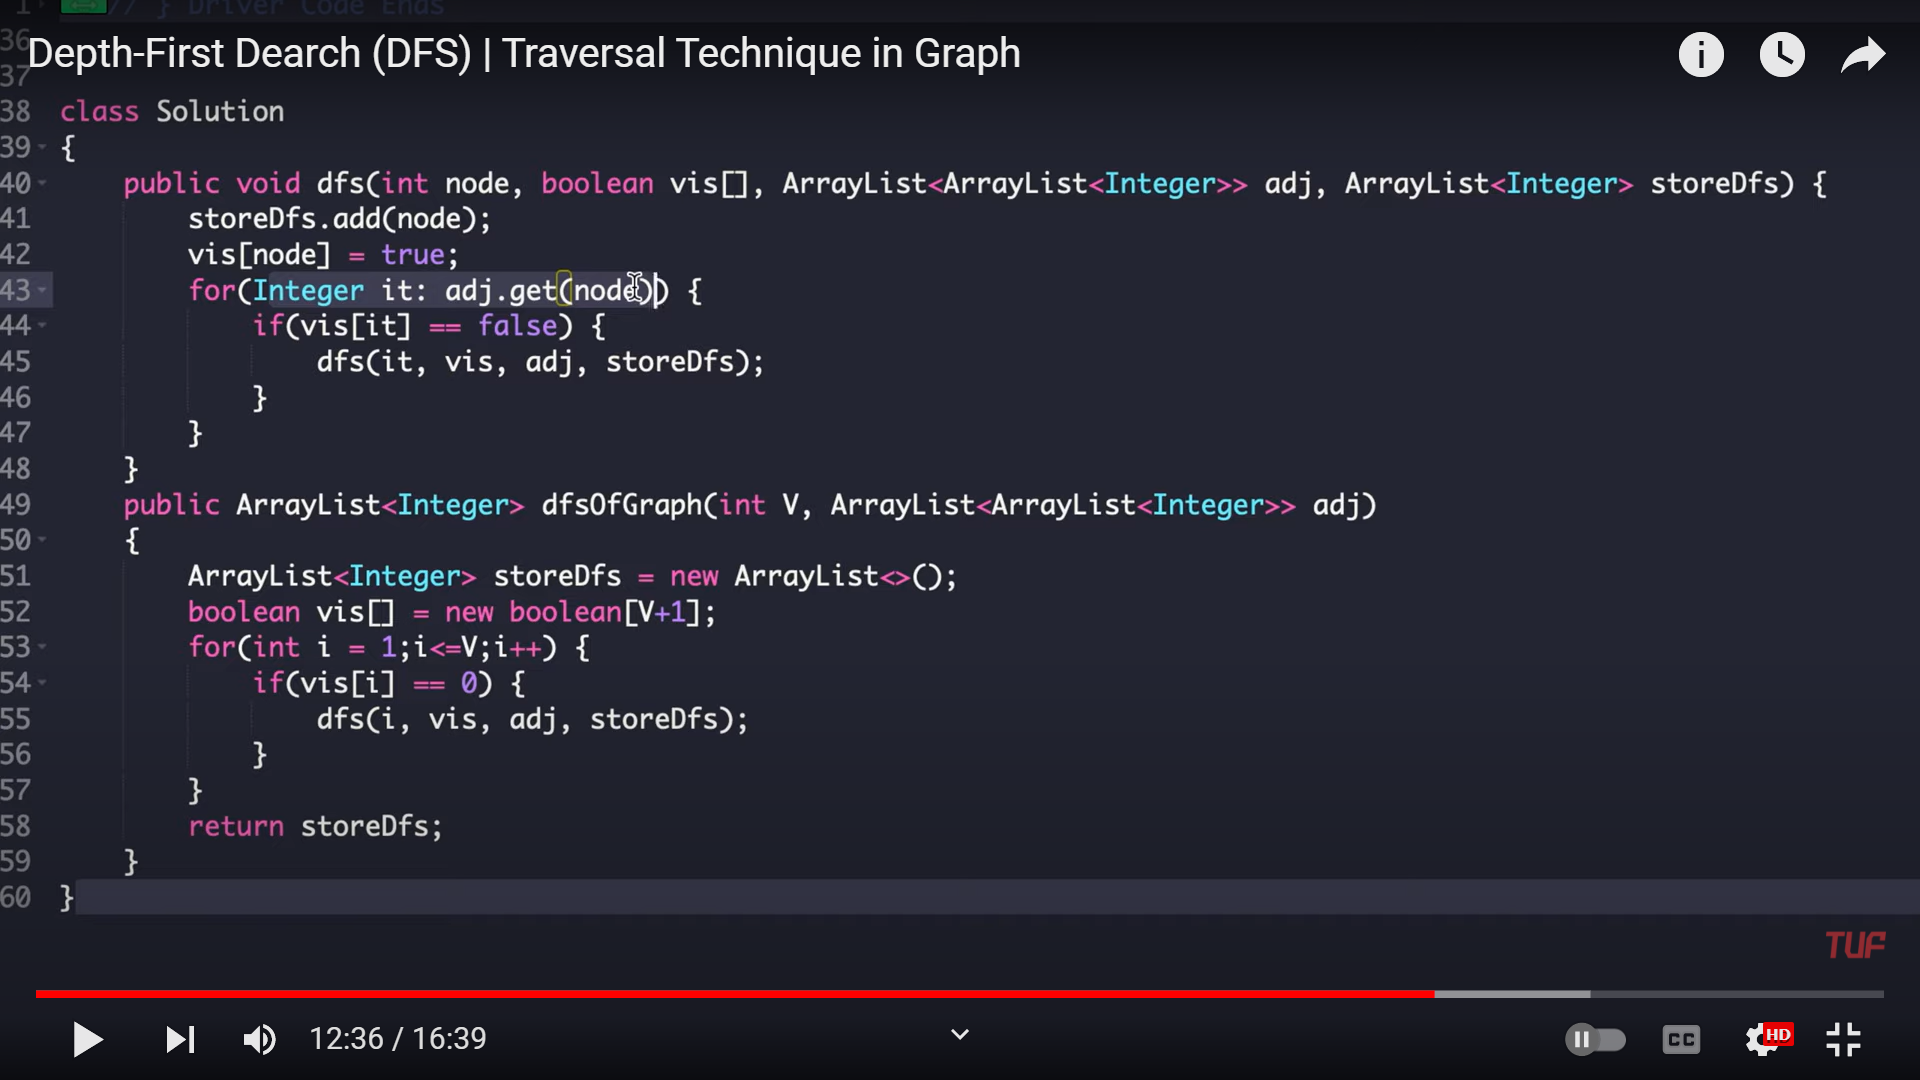 1 // } Driver Code Ends
36
Depth-First Dearch (DFS) | Traversal Technique in Graph
37
38 class Solution
39 {
40 public void dfs(int node, boolean vis[], ArrayList<ArrayList<Integer>> adj, ArrayList<Integer> storeDfs) {
41 storeDfs.add(node);
42 vis[node] = true;
43 for(Integer it: adj.get(node)) {
44 if(vis[it] == false) {
45 dfs(it, vis, adj, storeDfs);
46 }
47 }
48 }
49 public ArrayList<Integer> dfsOfGraph(int V, ArrayList<ArrayList<Integer>> adj)
50 {
51 ArrayList<Integer> storeDfs = new ArrayList<>();
52 boolean vis[] = new boolean[V+1];
53 for(int i = 1;i<=V;i++) {
54 if(vis[i] == 0) {
55 dfs(i, vis, adj, storeDfs);
56 }
57 }
58 return storeDfs;
59 }
60 }
TUF
12:36 / 16:39
CC
HD